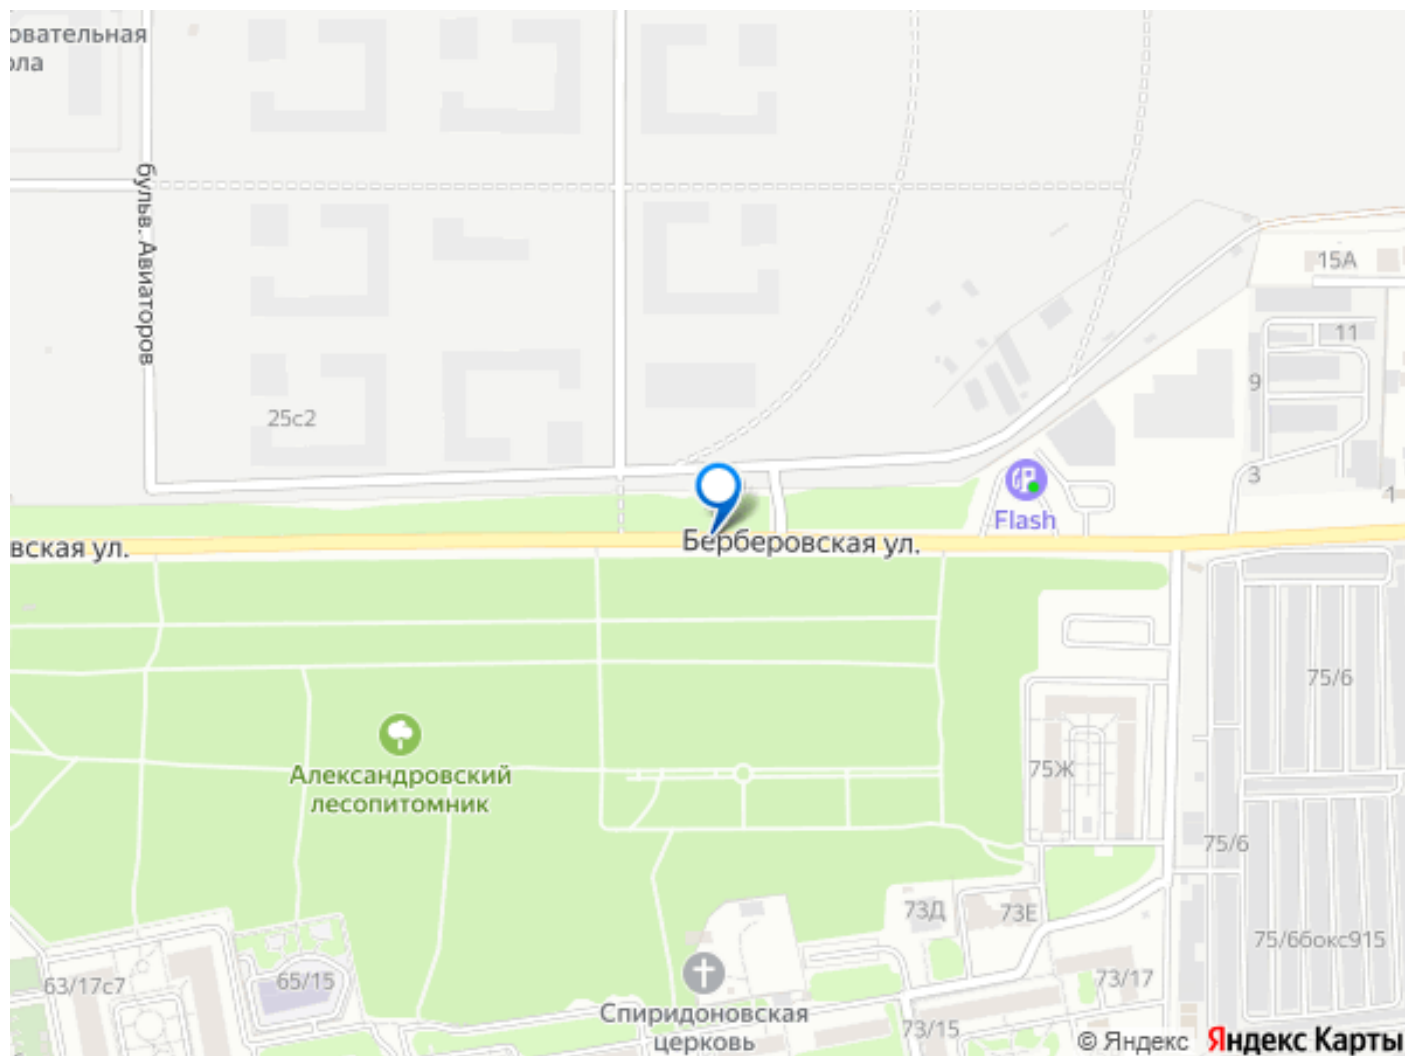 овательная
ола
бульв. Авиаторов
15А
11
9
25с2
3
1
Flash
вская ул.
Берберовская ул.
75/6
Александровский
лесопитомник
75Ж
75/6
73Д
73Е
75/6бокс915
63/17с7
65/15
73/17
Спиридоновская
церковь
73/15
© Яндекс Яндекс Карты